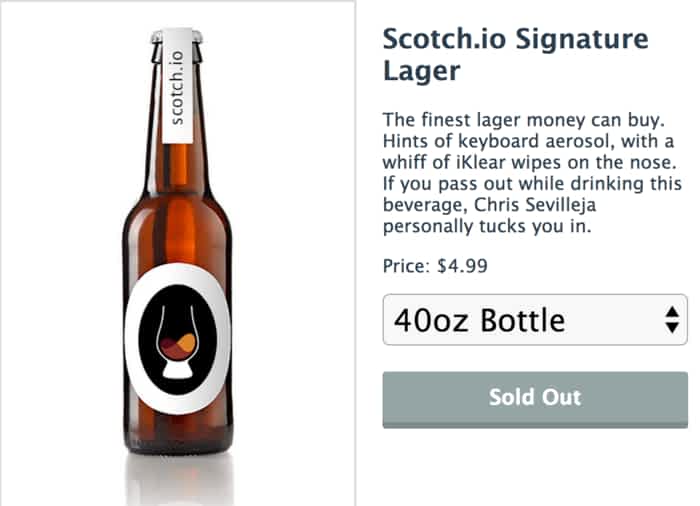 scotch.io
Scotch.io Signature
Lager
The finest lager money can buy.
Hints of keyboard aerosol, with a
whiff of iKlear wipes on the nose.
If you pass out while drinking this
beverage, Chris Sevilleja
personally tucks you in.
Price: $4.99
40oz Bottle
Sold Out